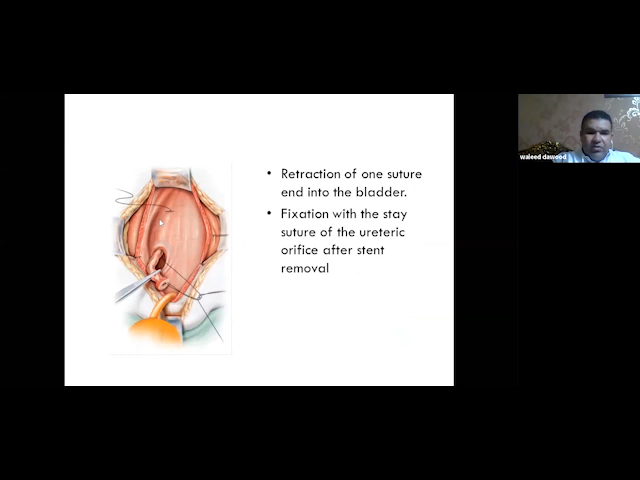 • Retraction of one suture
end into the bladder.
• Fixation with the stay
suture of the ureteric
orifice after stent
removal
waleed dawood